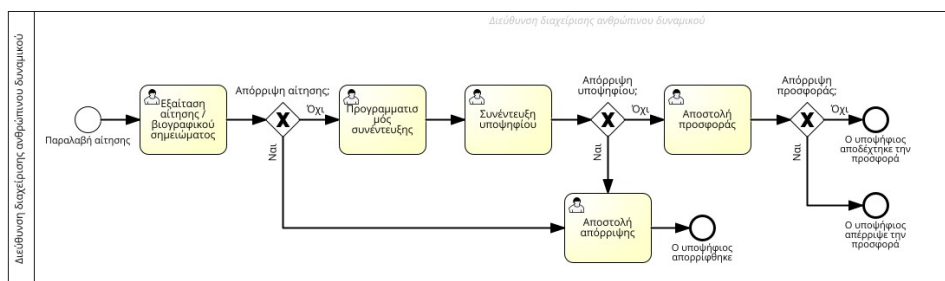 Διεύθυνση διαχείρισης ανθρώπινου δυναμικού
Διεύθυνση διαχείρισης ανθρώπινου δυναμικού
Παραλαβή αίτησης
Εξαίταση
αίτησης /
βιογραφικού
σημειώματος
Απόρριψη αίτησης;
Όχι
Ναι
Προγραμματισ
μός
συνέντευξης
Συνέντευξη
υποψηφίου
Απόρριψη
υποψηφίου;
Όχι
Ναι
Αποστολή
προσφοράς
Απόρριψη
προσφοράς;
Όχι
Ναι
Ο υποψήφιος
αποδέχτηκε την
προσφορά
Αποστολή
απόρριψης
Ο υποψήφιος
απορρίφθηκε
Ο υποψήφιος
απέρριψε την
προσφορά